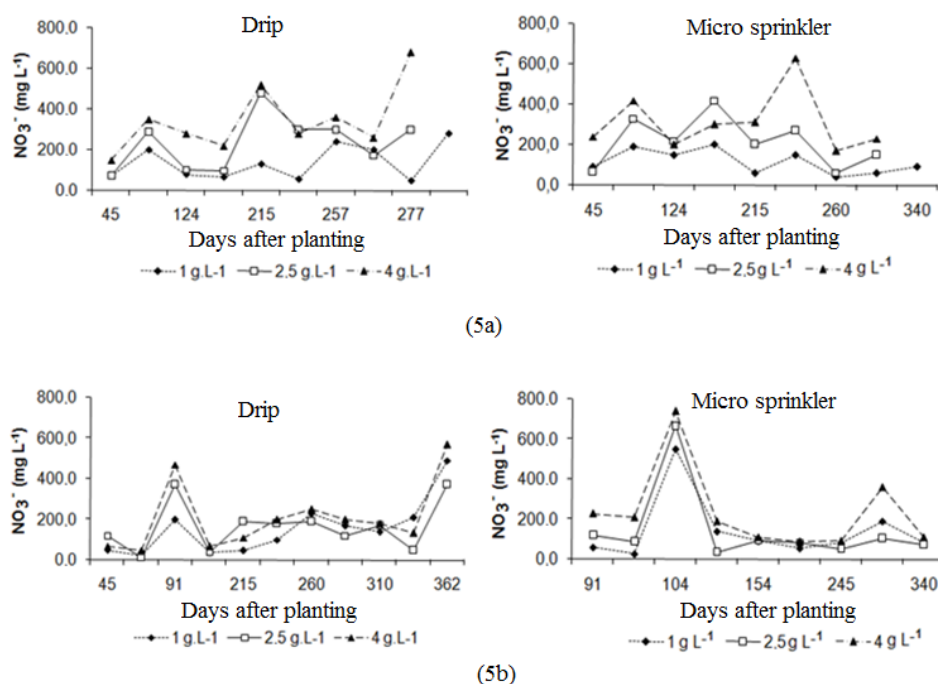 Drip
NO₃⁻ (mg L⁻¹)
800.0
600.0
400.0
200.0
0.0
45 124 215 257 277
Days after planting
1 g.L-1 2.5 g.L-1 4 g.L-1
Micro sprinkler
NO₃⁻ (mg L⁻¹)
800,0
600,0
400,0
200,0
0,0
45 124 215 260 340
Days after planting
1 g L⁻¹ 2.5 g L⁻¹ 4 g L⁻¹
(5a)
Drip
NO₃⁻ (mg L⁻¹)
800,0
600,0
400,0
200,0
0.0
45 91 215 260 310 362
Days after planting
1 g.L-1 2.5 g.L-1 4 g.L-1
Micro sprinkler
NO₃⁻ (mg L⁻¹)
800,0
600,0
400,0
200,0
0,0
91 104 154 245 340
Days after planting
1 g L⁻¹ 2,5 g L⁻¹ 4 g L⁻¹
(5b)